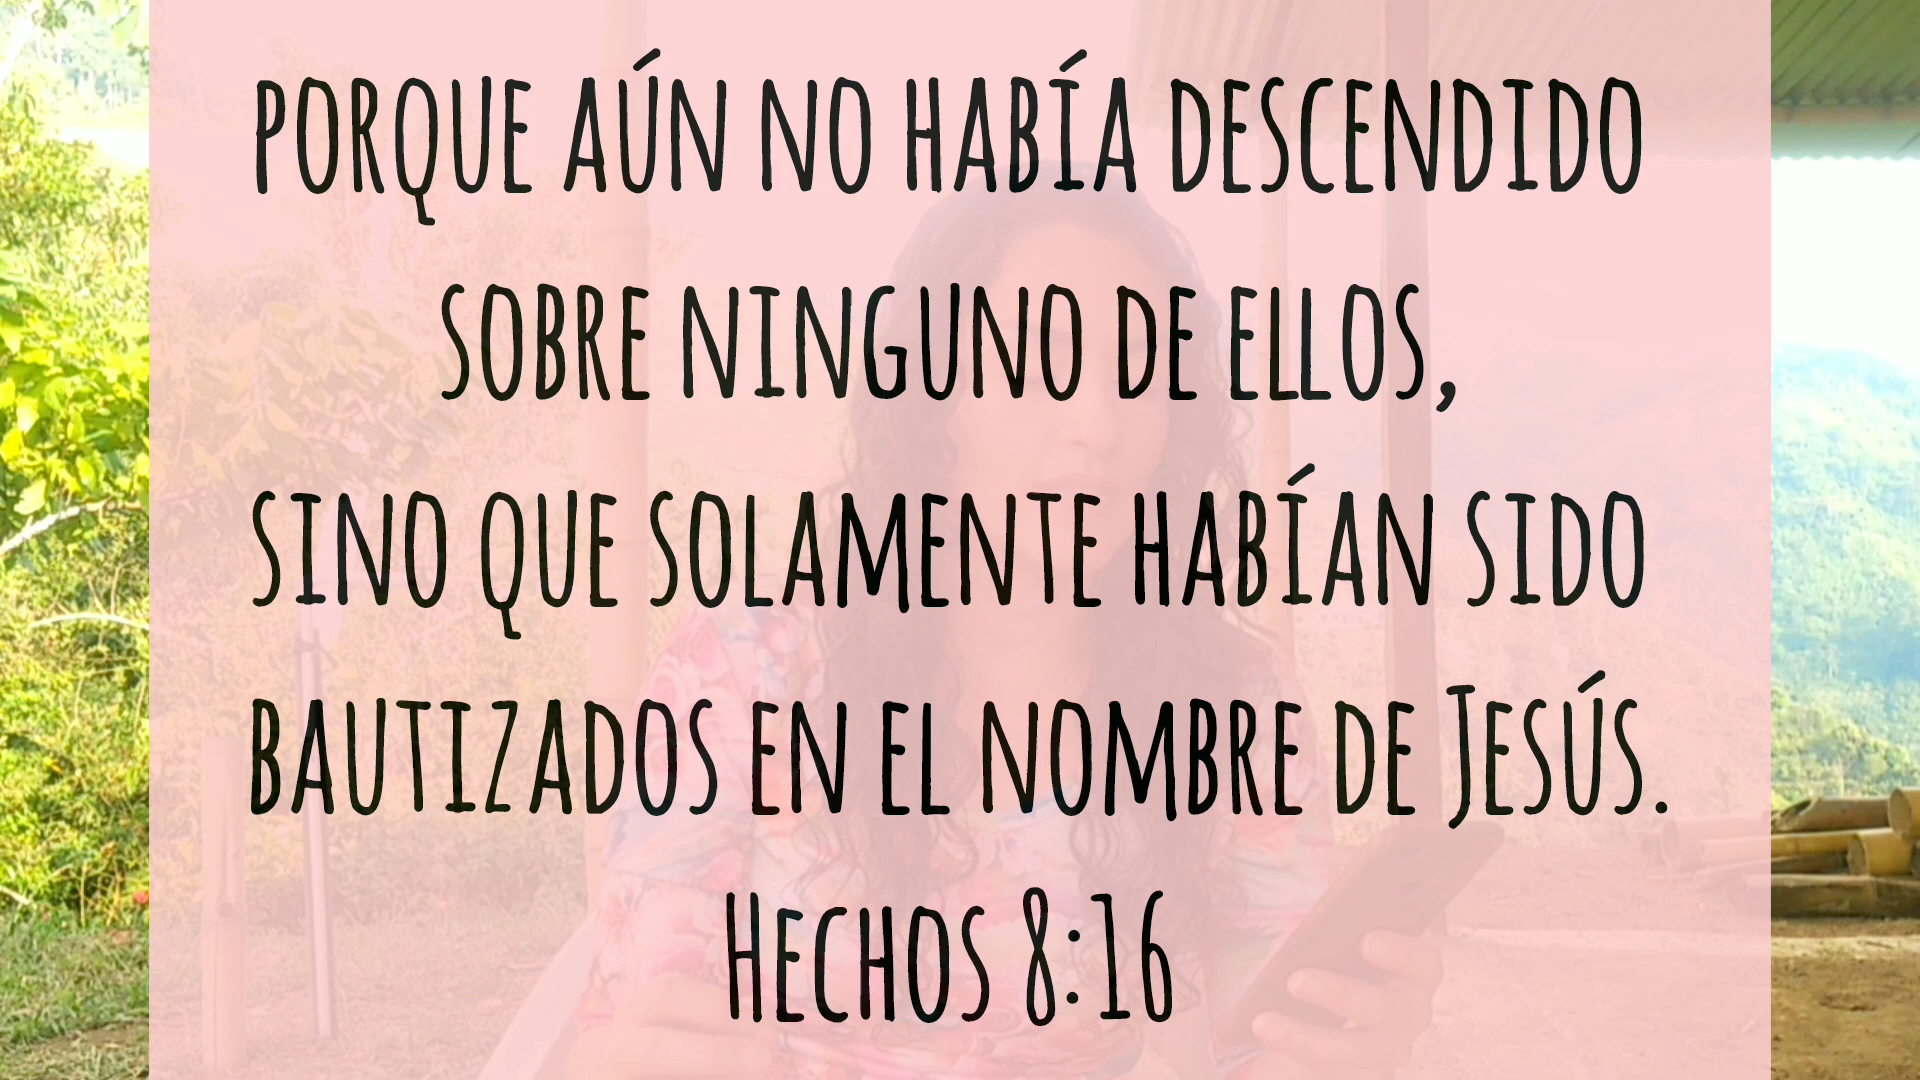 porque aún no había descendido
sobre ninguno de ellos,
sino que solamente habían sido
bautizados en el nombre de Jesús.
Hechos 8:16